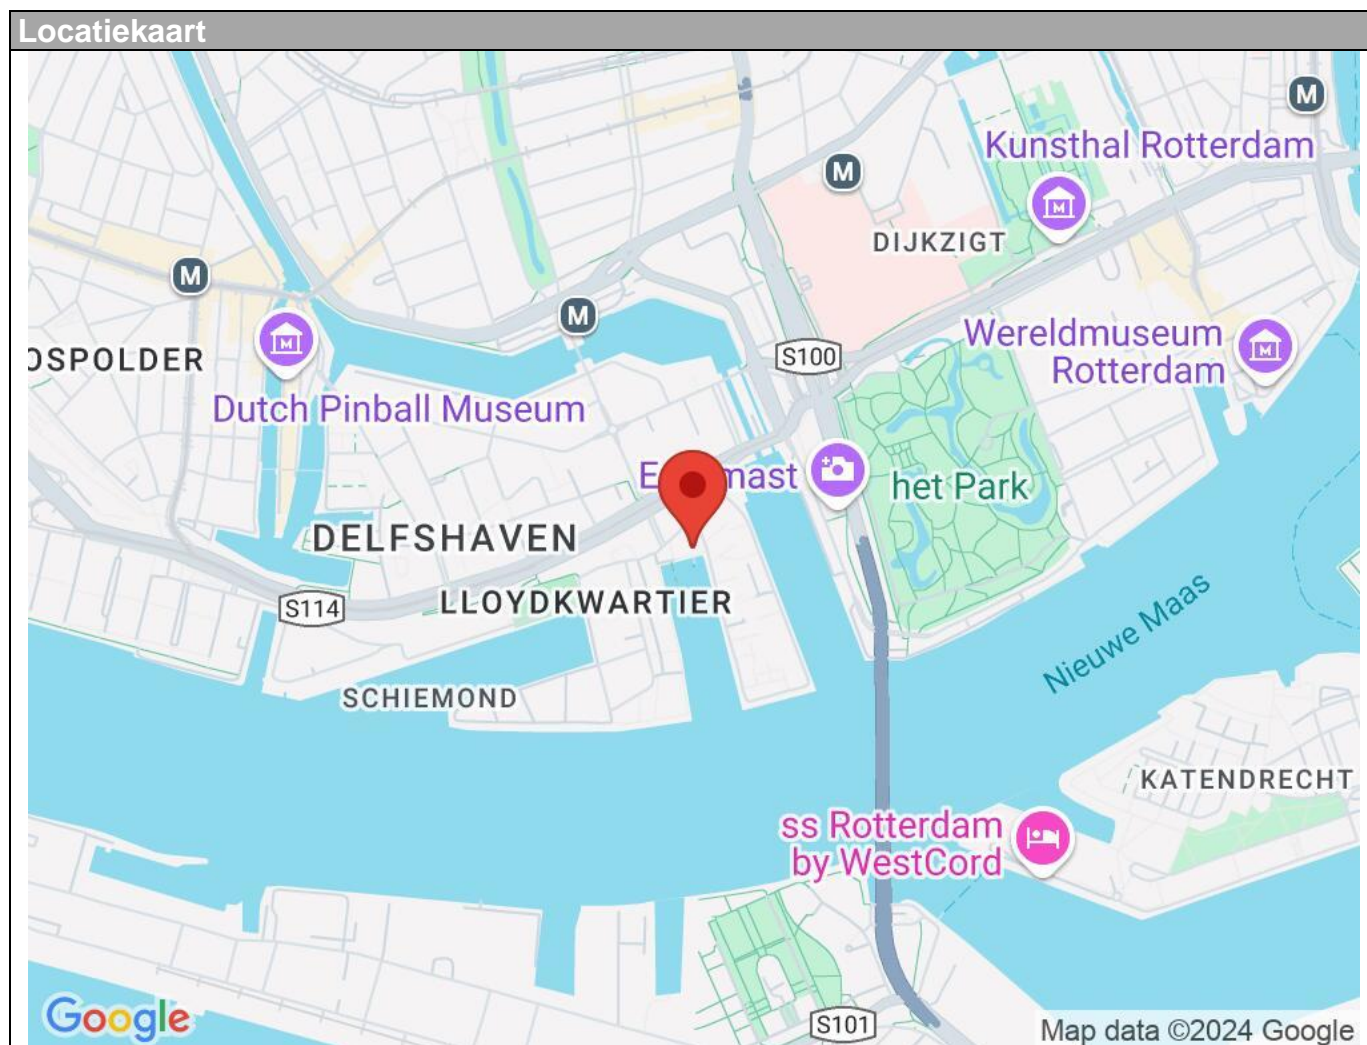 Locatiekaart
M
Kunsthal Rotterdam
M
DIJKZIGT
M
M
Wereldmuseum
Rotterdam
OSPOLDER
S100
Dutch Pinball Museum
mast
het Park
DELFSHAVEN
LLOYDKWARTIER
S114
Nieuwe Maas
SCHIEMOND
KATENDRECHT
ss Rotterdam
by WestCord
Google
S101
Map data ©2024 Google